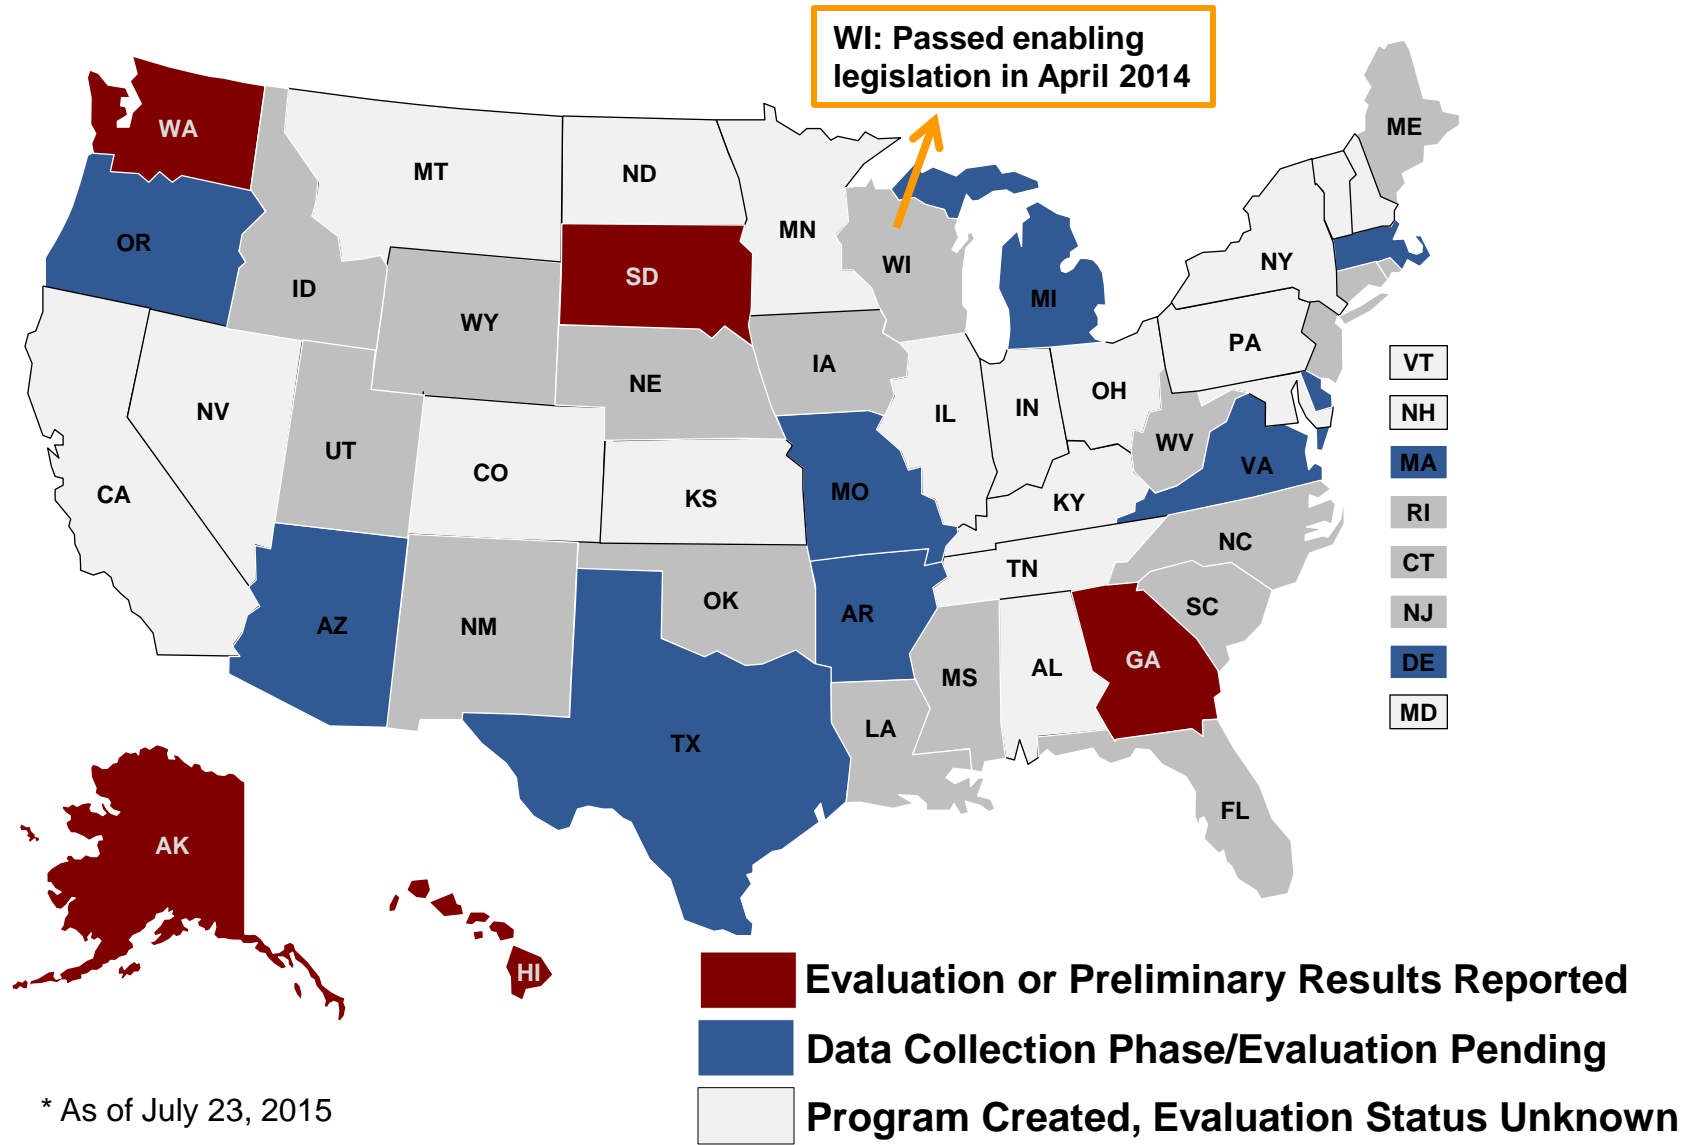 WI: Passed enabling
legislation in April 2014
ME
WA
MT
ND
MN
OR
WI
NY
ID
SD
MI
WY
PA
VT
IA
NE
OH
NV
IL
IN
NH
UT
WV
CO
MA
VA
CA
MO
KS
KY
RI
NC
CT
TN
OK
SC
NJ
AR
AZ
NM
GA
DE
AL
MS
MD
LA
TX
FL
AK
HI
Evaluation or Preliminary Results Reported
Data Collection Phase/Evaluation Pending
* As of July 23, 2015
Program Created, Evaluation Status Unknown